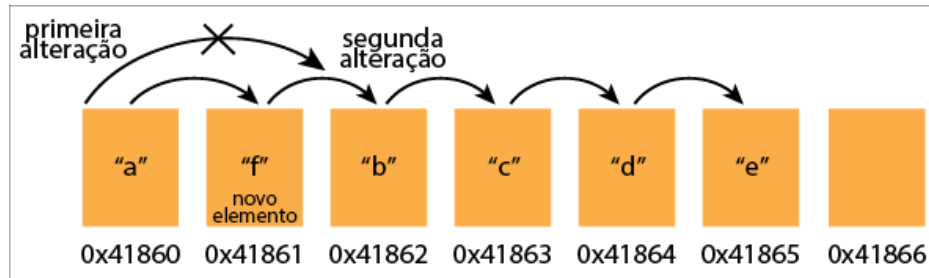 primeira
alteração
segunda
alteração
“a” “f” “b” “c” “d” “e”
novo
elemento
0x41860 0x41861 0x41862 0x41863 0x41864 0x41865 0x41866